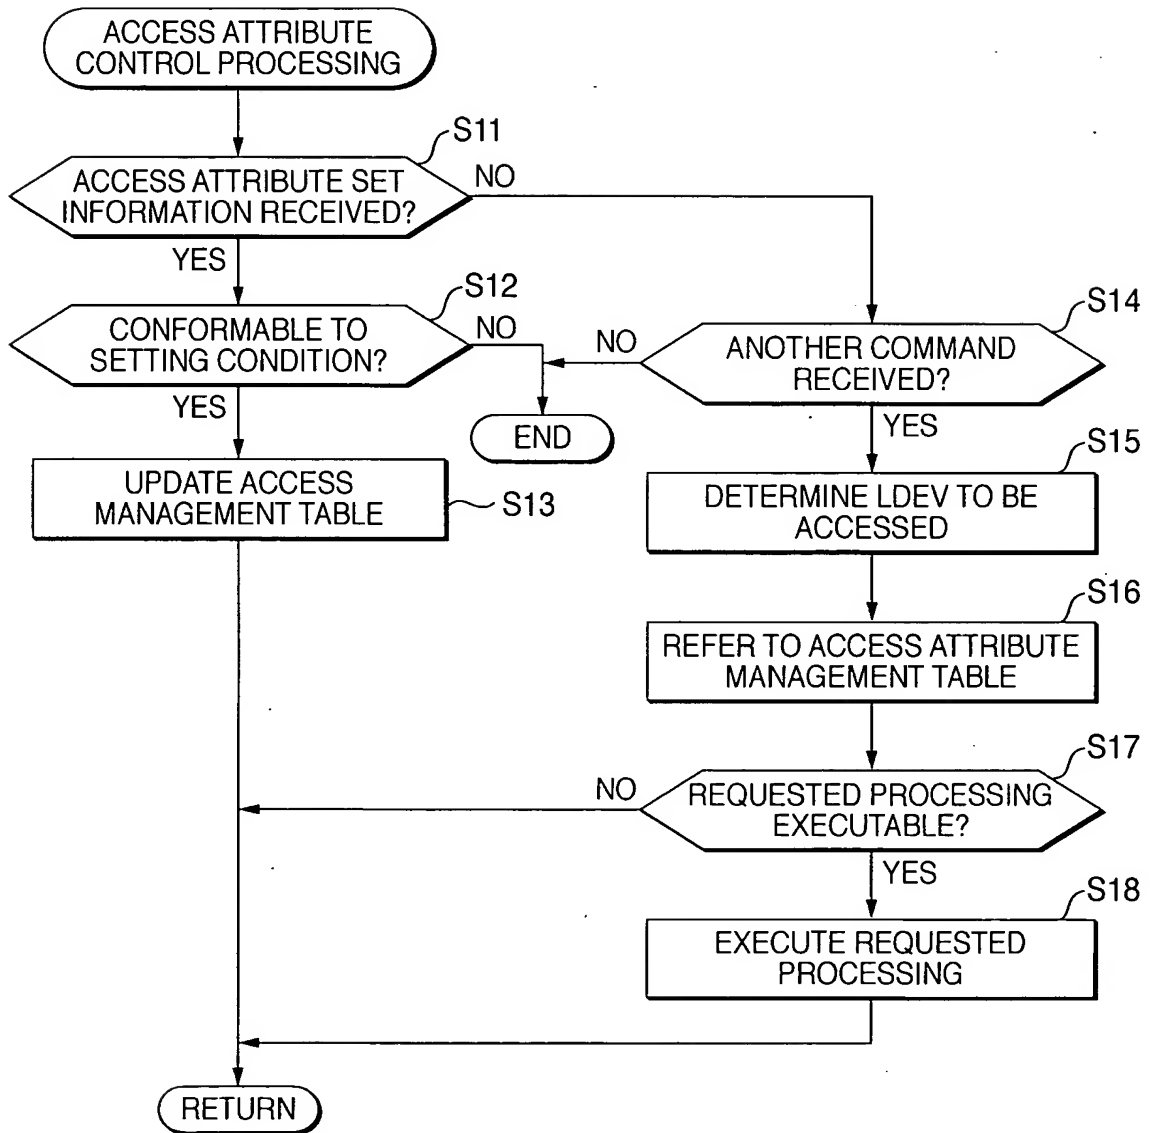 ACCESS ATTRIBUTE
CONTROL PROCESSING
S11
ACCESS ATTRIBUTE SET
INFORMATION RECEIVED?
NO
YES
S12
CONFORMABLE TO
SETTING CONDITION?
NO
YES
END
UPDATE ACCESS
MANAGEMENT TABLE
S13
S14
ANOTHER COMMAND
RECEIVED?
NO
YES
S15
DETERMINE LDEV TO BE
ACCESSED
S16
REFER TO ACCESS ATTRIBUTE
MANAGEMENT TABLE
S17
REQUESTED PROCESSING
EXECUTABLE?
NO
YES
S18
EXECUTE REQUESTED
PROCESSING
RETURN